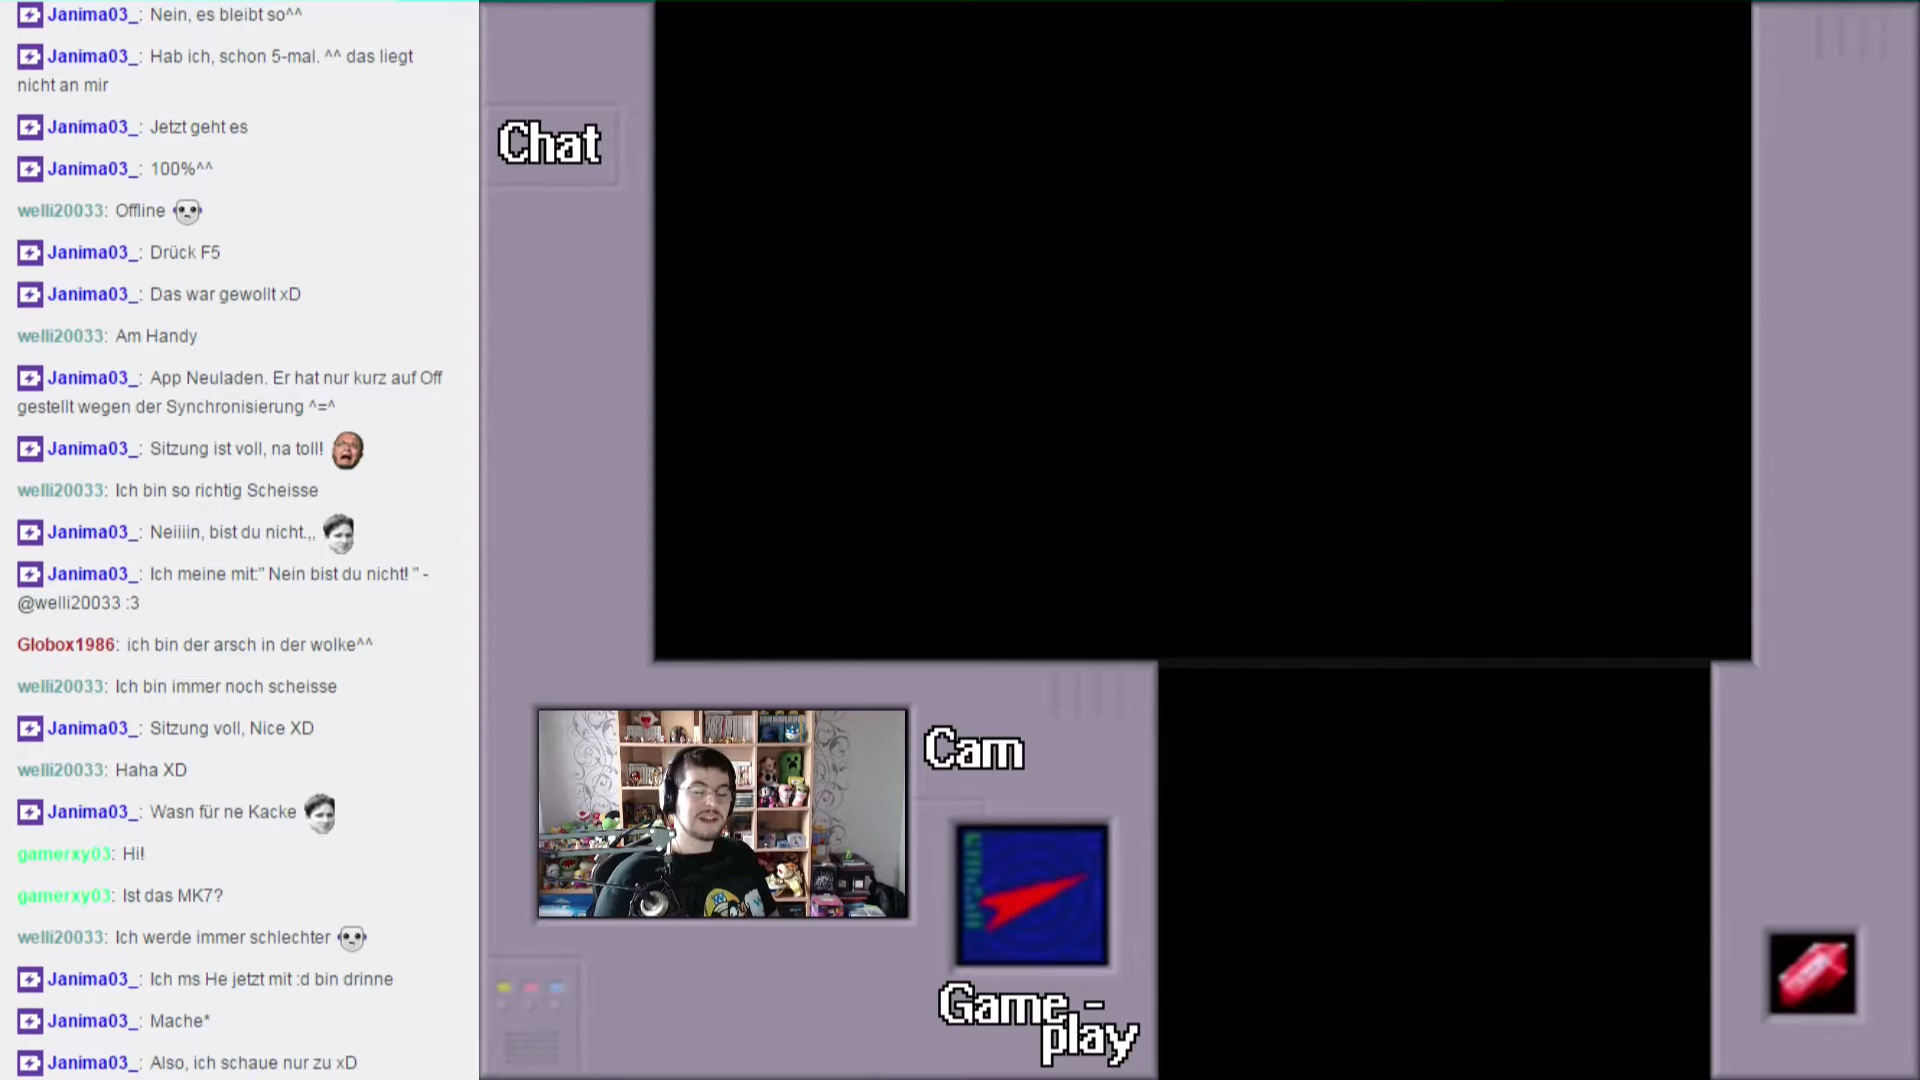 Janima03_: Nein, es bleibt so^^
Janima03_: Hab ich, schon 5-mal. ^^ das liegt
nicht an mir
Janima03_: Jetzt geht es
Janima03_: 100%^^
welli20033: Offline
Janima03_: Drück F5
Janima03_: Das war gewollt xD
welli20033: Am Handy
Janima03_: App Neuladen. Er hat nur kurz auf Off
gestellt wegen der Synchronisierung ^=^
Janima03_: Sitzung ist voll, na toll!
welli20033: Ich bin so richtig Scheisse
Janima03_: Neiiiin, bist du nicht.,,
Janima03_: Ich meine mit:" Nein bist du nicht! " -
@welli20033 :3
Globox1986: ich bin der arsch in der wolke^^
welli20033: Ich bin immer noch scheisse
Janima03_: Sitzung voll, Nice XD
welli20033: Haha XD
Janima03_: Wasn für ne Kacke
gamerxy03: Hi!
gamerxy03: Ist das MK7?
welli20033: Ich werde immer schlechter
Janima03_: Ich ms He jetzt mit :d bin drinne
Janima03_: Mache*
Janima03_: Also, ich schaue nur zu xD
Chat
Cam
Game -
play